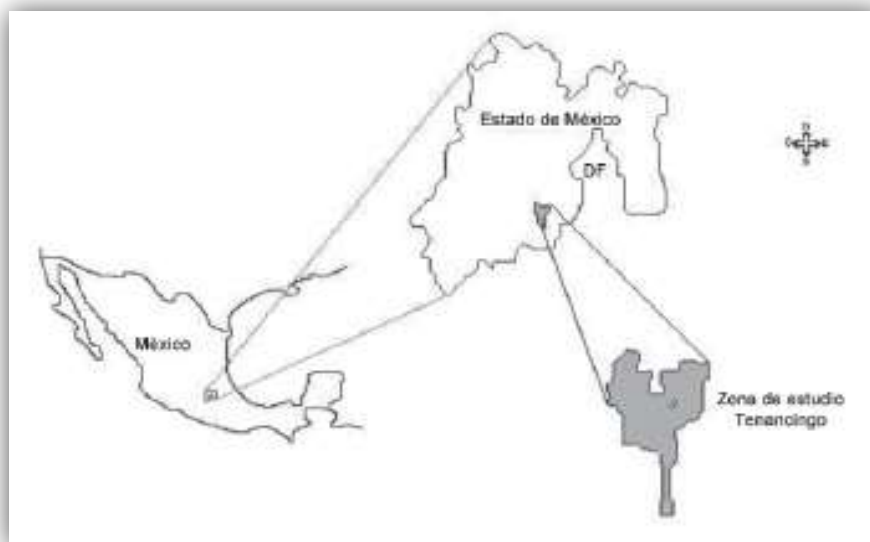 Estado de México
DF
México
Zona de estudio
Tenancingo